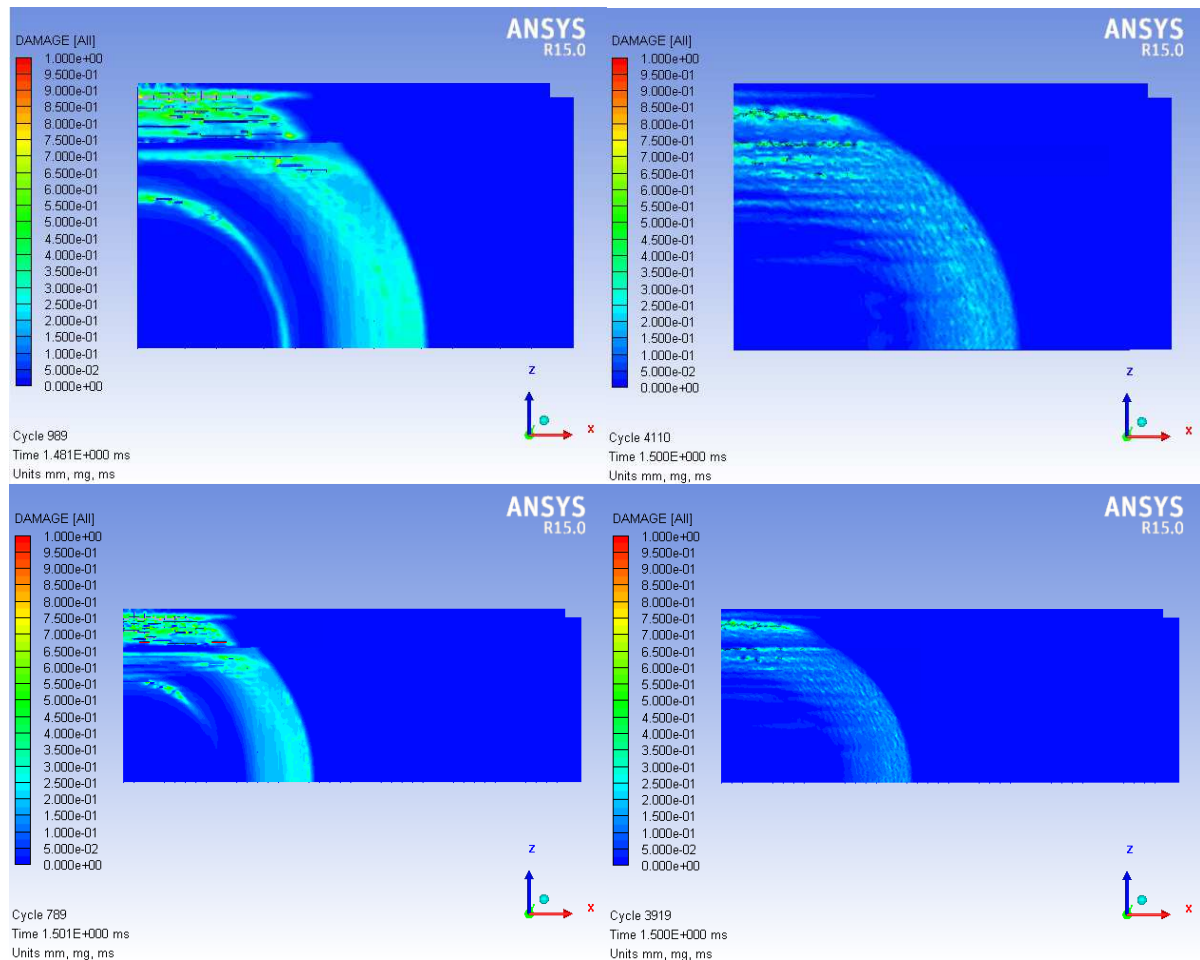 ANSYS
R15.0
DAMAGE [All]
1.000e+00
9.500e-01
9.000e-01
8.500e-01
8.000e-01
7.500e-01
7.000e-01
6.500e-01
6.000e-01
5.500e-01
5.000e-01
4.500e-01
4.000e-01
3.500e-01
3.000e-01
2.500e-01
2.000e-01
1.500e-01
1.000e-01
5.000e-02
0.000e+00
z
x
Cycle 989
Time 1.481E+000 ms
Units mm, mg, ms
ANSYS
R15.0
DAMAGE [All]
1.000e+00
9.500e-01
9.000e-01
8.500e-01
8.000e-01
7.500e-01
7.000e-01
6.500e-01
6.000e-01
5.500e-01
5.000e-01
4.500e-01
4.000e-01
3.500e-01
3.000e-01
2.500e-01
2.000e-01
1.500e-01
1.000e-01
5.000e-02
0.000e+00
z
x
Cycle 4110
Time 1.500E+000 ms
Units mm, mg, ms
ANSYS
R15.0
DAMAGE [All]
1.000e+00
9.500e-01
9.000e-01
8.500e-01
8.000e-01
7.500e-01
7.000e-01
6.500e-01
6.000e-01
5.500e-01
5.000e-01
4.500e-01
4.000e-01
3.500e-01
3.000e-01
2.500e-01
2.000e-01
1.500e-01
1.000e-01
5.000e-02
0.000e+00
z
x
Cycle 789
Time 1.501E+000 ms
Units mm, mg, ms
ANSYS
R15.0
DAMAGE [All]
1.000e+00
9.500e-01
9.000e-01
8.500e-01
8.000e-01
7.500e-01
7.000e-01
6.500e-01
6.000e-01
5.500e-01
5.000e-01
4.500e-01
4.000e-01
3.500e-01
3.000e-01
2.500e-01
2.000e-01
1.500e-01
1.000e-01
5.000e-02
0.000e+00
z
x
Cycle 3919
Time 1.500E+000 ms
Units mm, mg, ms